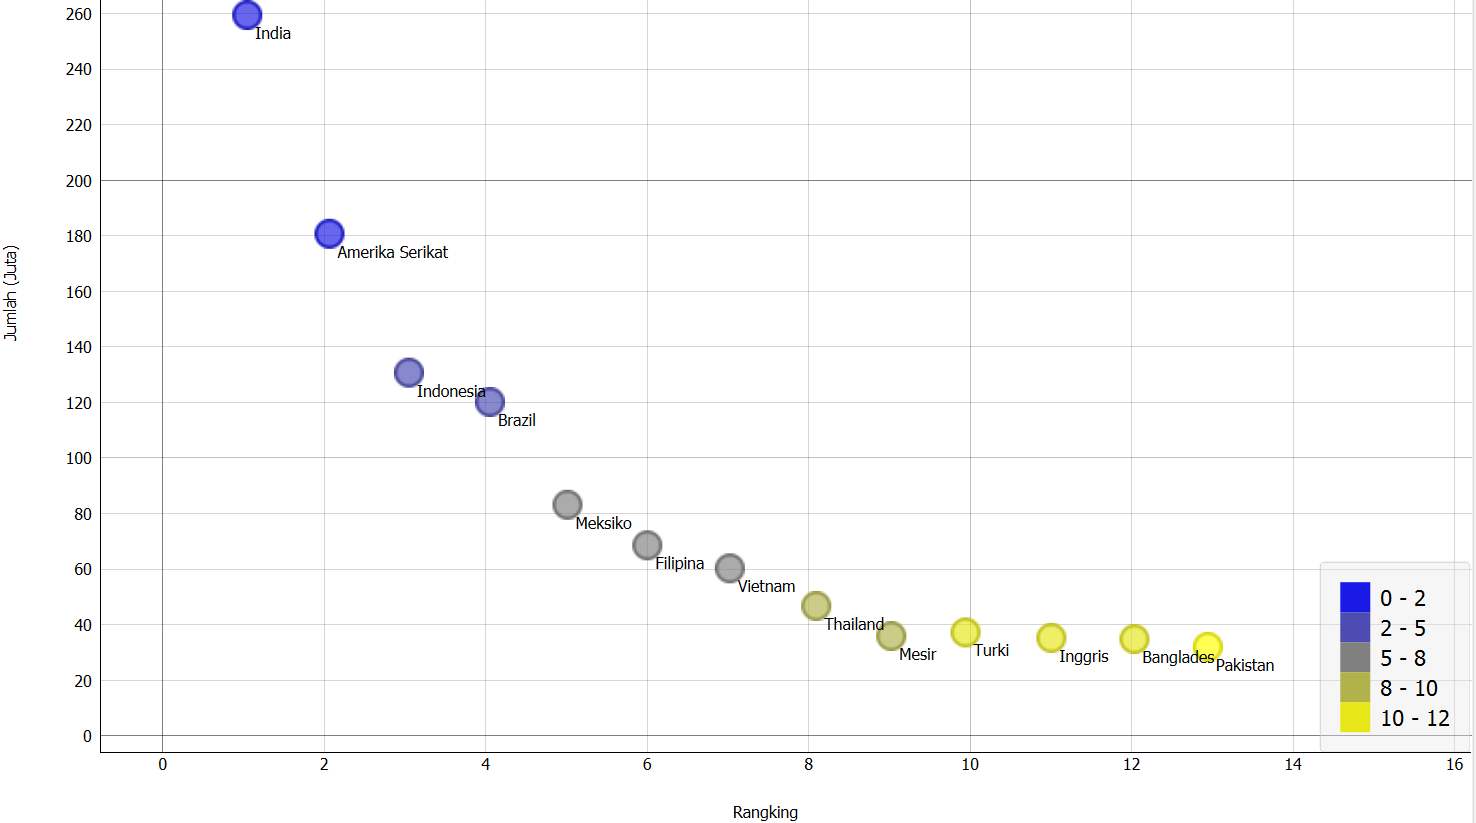 260
240
220
200
180
160
140
120
100
80
60
40
20
0
Jumlah (Juta)
India
Amerika Serikat
Indonesia
Brazil
Meksiko
Filipina
Vietnam
Thailand
Mesir
Turki
Inggris
Banglades
Pakistan
0 - 2
2 - 5
5 - 8
8 - 10
10 - 12
0 2 4 6 8 10 12 14 16
Rangking